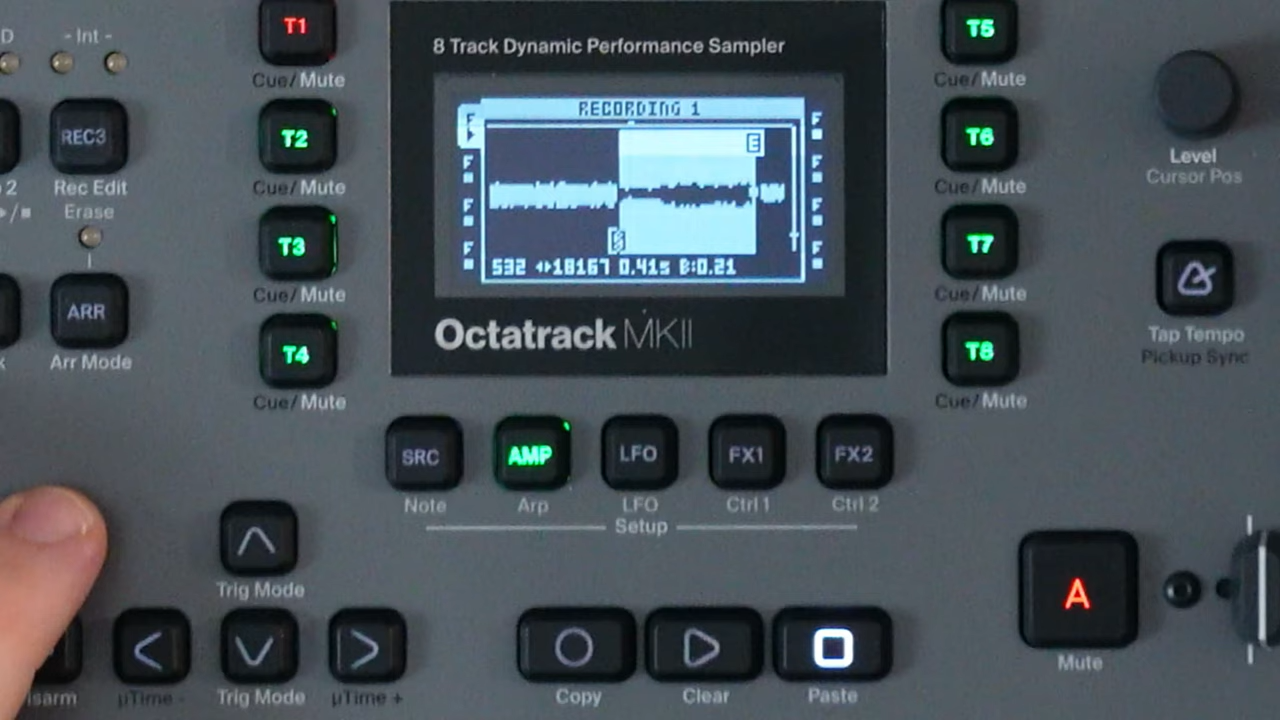 D
- Int -
T1
Cue/Mute
8 Track Dynamic Performance Sampler
T5
Cue/Mute
REC3
2
Rec Edit
Erase
T2
Cue/Mute
RECORDING 1
E
S
532 18167 0.41s B:0.21
T6
Cue/Mute
Level
Cursor Pos
T3
Cue/Mute
T7
Cue/Mute
ARR
Arr Mode
T4
Cue/Mute
Octatrack MKII
T8
Cue/Mute
Tap Tempo
Pickup Sync
SRC
AMP
LFO
FX1
FX2
Note
Arp
LFO
Ctrl 1
Ctrl 2
Setup
Trig Mode
A
Mute
isarm
µTime -
Trig Mode
µTime +
Copy
Clear
Paste